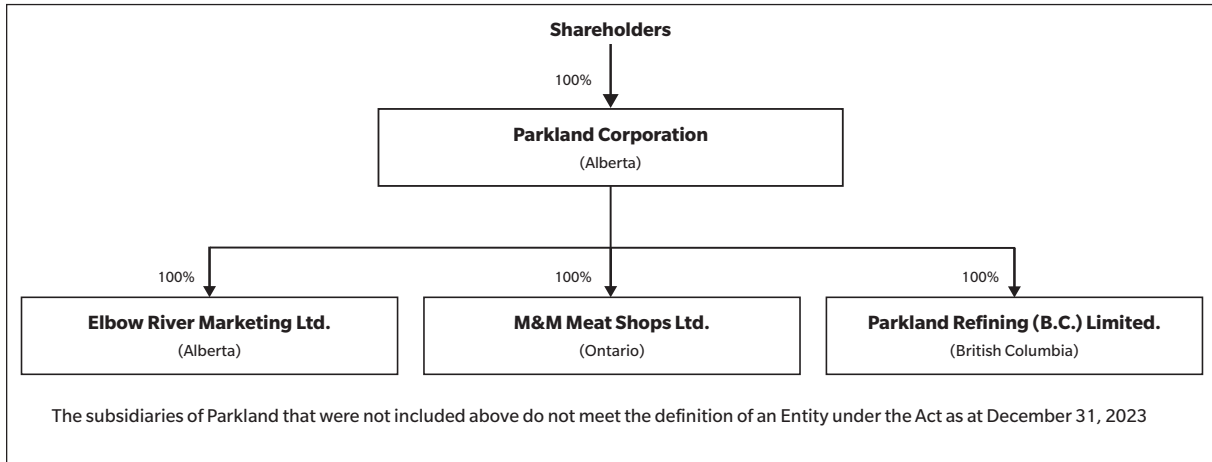 Shareholders
100%
Parkland Corporation
(Alberta)
100%
100%
100%
Elbow River Marketing Ltd.
(Alberta)
M&M Meat Shops Ltd.
(Ontario)
Parkland Refining (B.C.) Limited.
(British Columbia)
The subsidiaries of Parkland that were not included above do not meet the definition of an Entity under the Act as at December 31, 2023